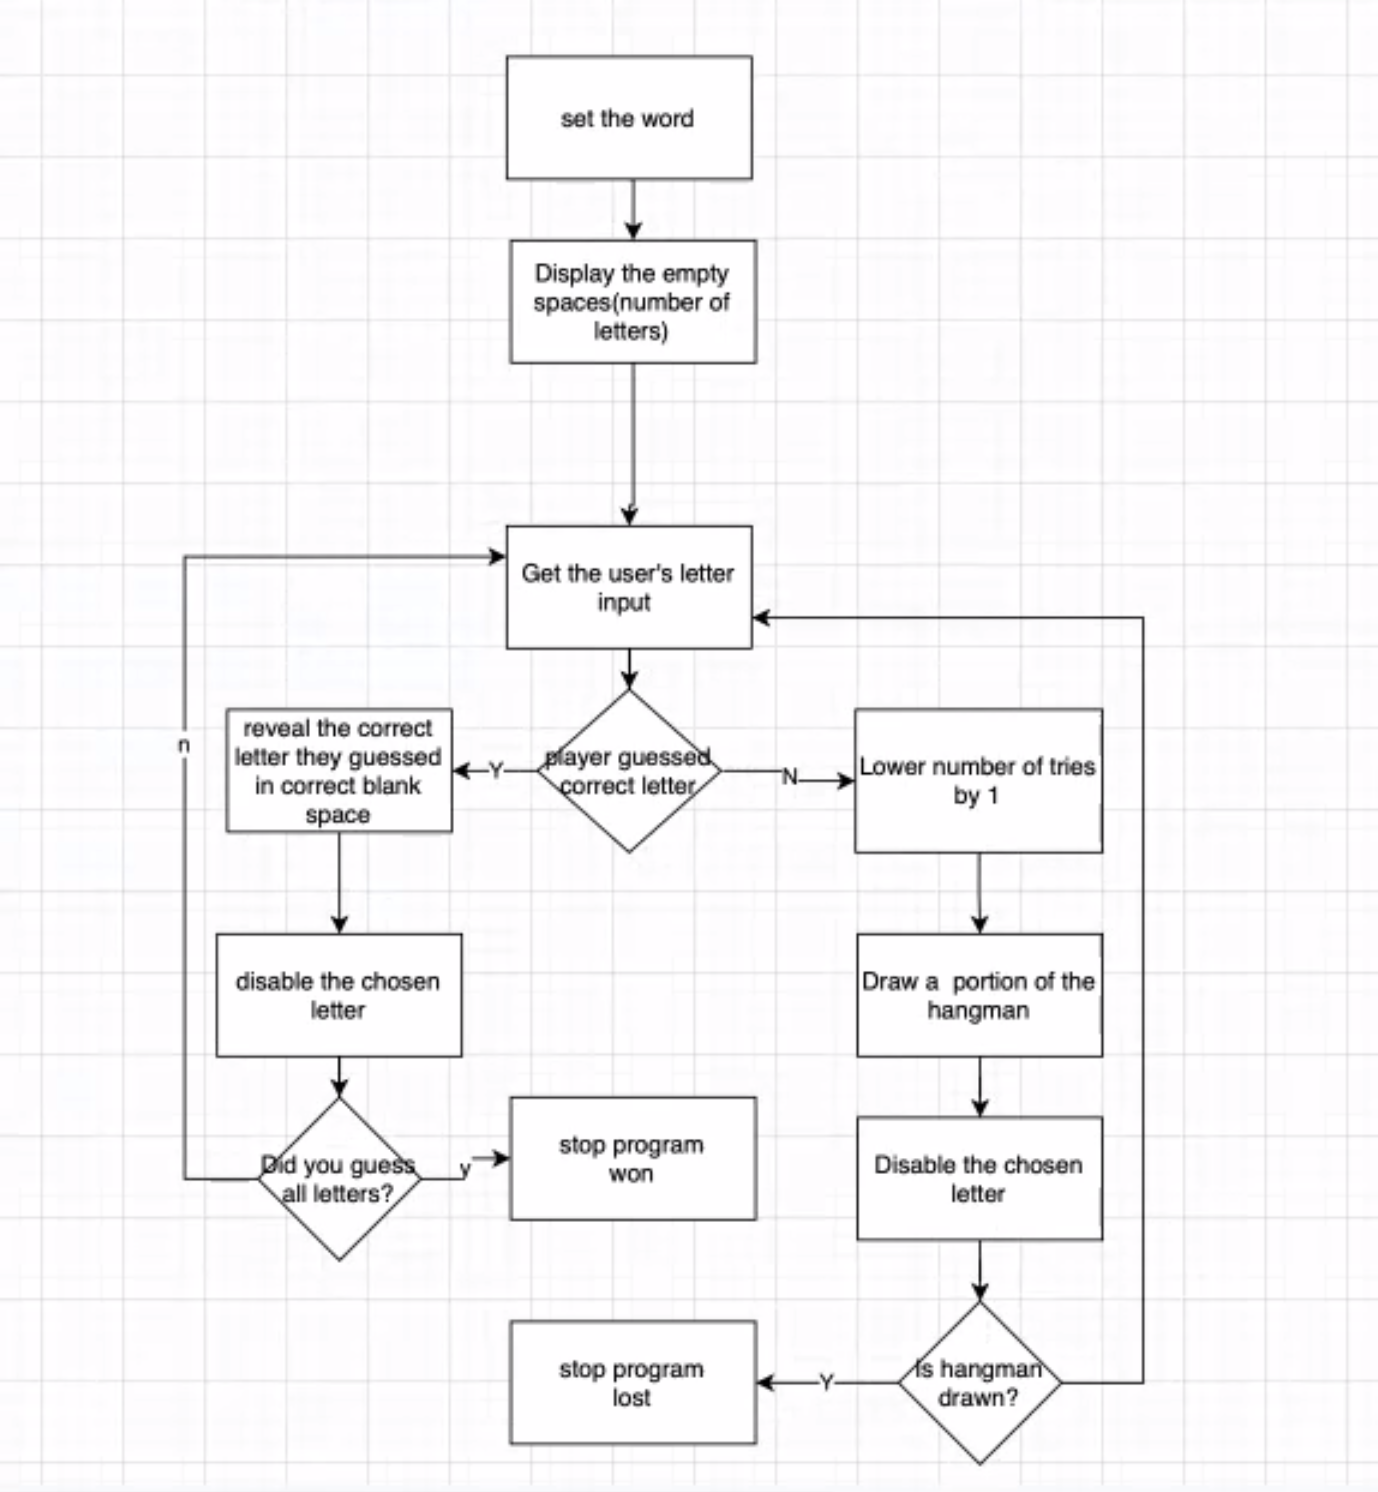 set the word
Display the empty
spaces(number of
letters)
Get the user's letter
input
player guessed
correct letter
Y
N
reveal the correct
letter they guessed
in correct blank
space
n
Lower number of tries
by 1
disable the chosen
letter
Draw a  portion of the
hangman
Did you guess
all letters?
y
stop program
won
Disable the chosen
letter
Is hangman
drawn?
Y
stop program
lost